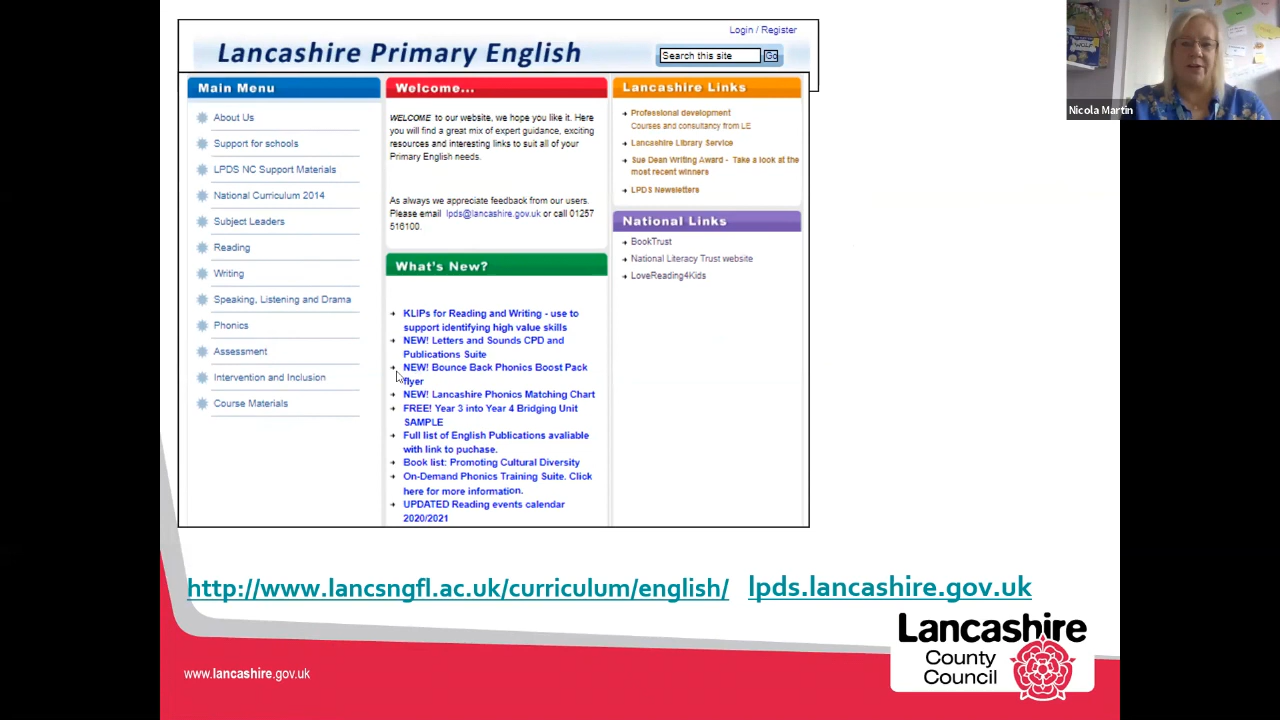 Login / Register
Lancashire Primary English
Search this site
Go
Main Menu
About Us
Support for schools
LPDS NC Support Materials
National Curriculum 2014
Subject Leaders
Reading
Writing
Speaking, Listening and Drama
Phonics
Assessment
Intervention and Inclusion
Course Materials
Welcome...
WELCOME to our website, we hope you like it. Here
you will find a great mix of expert guidance, exciting
resources and interesting links to suit all of your
Primary English needs.
As always we appreciate feedback from our users.
Please email lpds@lancashire.gov.uk or call 01257
516100.
What's New?
KLIPs for Reading and Writing - use to
support identifying high value skills
NEW! Letters and Sounds CPD and
Publications Suite
NEW! Bounce Back Phonics Boost Pack
flyer
NEW! Lancashire Phonics Matching Chart
FREE! Year 3 into Year 4 Bridging Unit
SAMPLE
Full list of English Publications avaliable
with link to puchase.
Book list: Promoting Cultural Diversity
On-Demand Phonics Training Suite. Click
here for more information.
UPDATED Reading events calendar
2020/2021
Lancashire Links
Professional development
Courses and consultancy from LE
Lancashire Library Service
Sue Dean Writing Award - Take a look at the
most recent winners
LPDS Newsletters
National Links
BookTrust
National Literacy Trust website
LoveReading4Kids
Nicola Martin
http://www.lancsngfl.ac.uk/curriculum/english/ lpds.lancashire.gov.uk
www.lancashire.gov.uk
Lancashire
County
Council